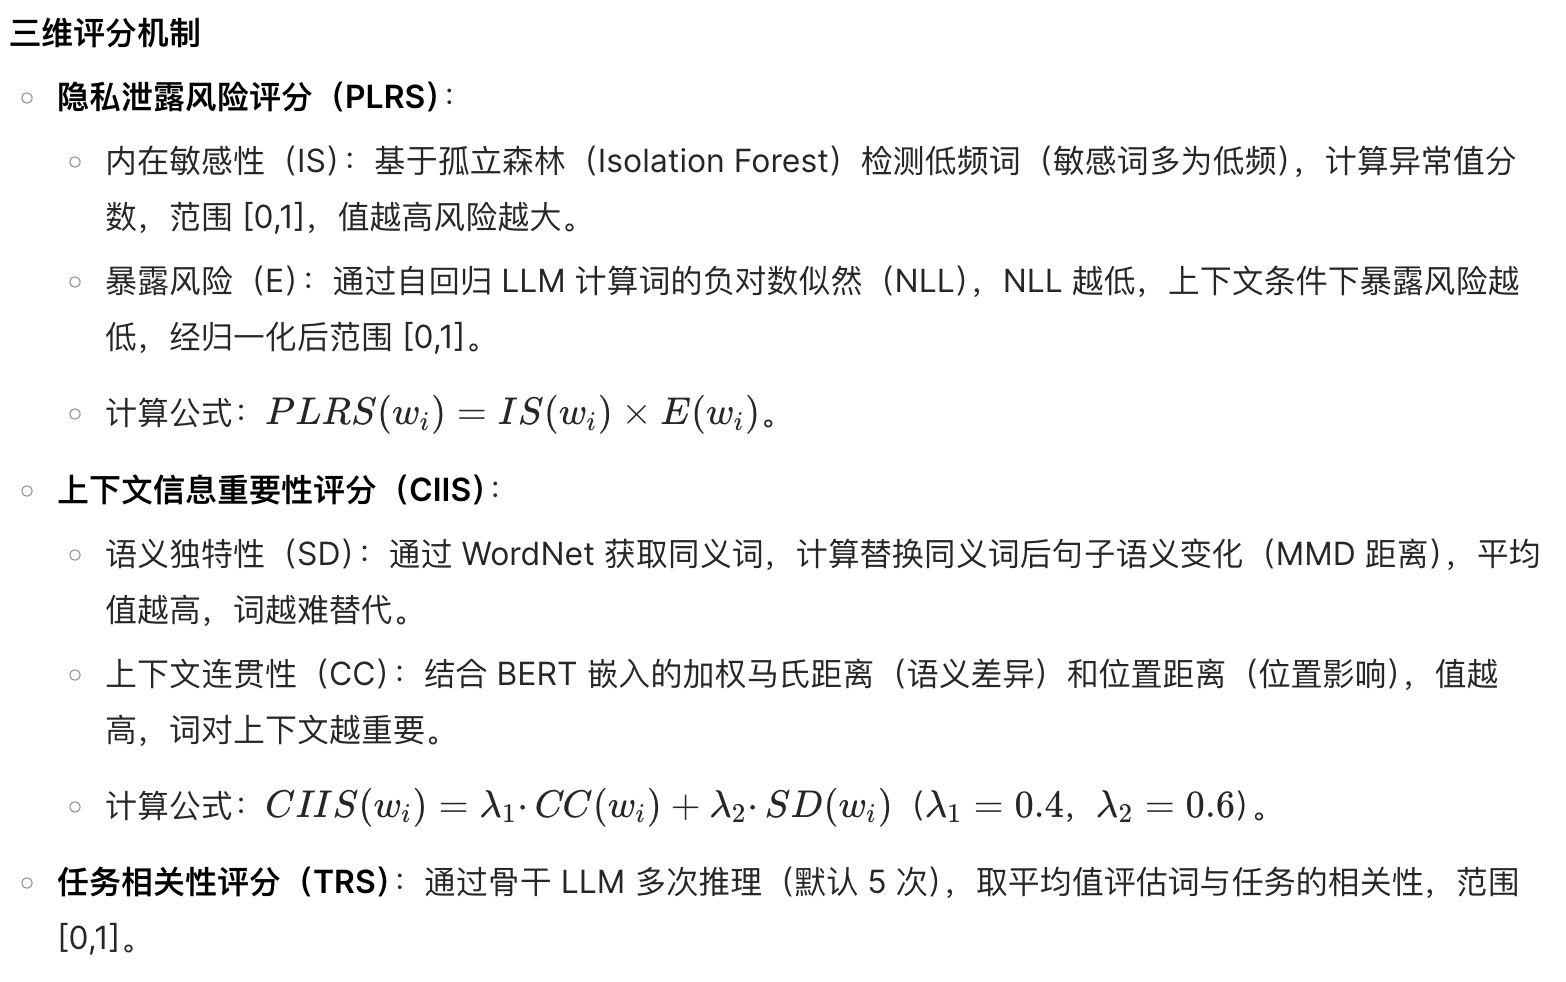 三维评分机制
隐私泄露风险评分（PLRS）：
内在敏感性（IS）：基于孤立森林（Isolation Forest）检测低频词（敏感词多为低频），计算异常值分
数，范围 [0,1]，值越高风险越大。
暴露风险（E）：通过自回归 LLM 计算词的负对数似然（NLL），NLL 越低，上下文条件下暴露风险越
低，经归一化后范围 [0,1]。
计算公式：PLRS(wᵢ) = IS(wᵢ) × E(wᵢ)。
上下文信息重要性评分（CIIS）：
语义独特性（SD）：通过 WordNet 获取同义词，计算替换同义词后句子语义变化（MMD 距离），平均
值越高，词越难替代。
上下文连贯性（CC）：结合 BERT 嵌入的加权马氏距离（语义差异）和位置距离（位置影响），值越
高，词对上下文越重要。
计算公式：CIIS(wᵢ) = λ₁· CC(wᵢ) + λ₂· SD(wᵢ)（λ₁ = 0.4，λ₂ = 0.6）。
任务相关性评分（TRS）：通过骨干 LLM 多次推理（默认 5 次），取平均值评估词与任务的相关性，范围
[0,1]。